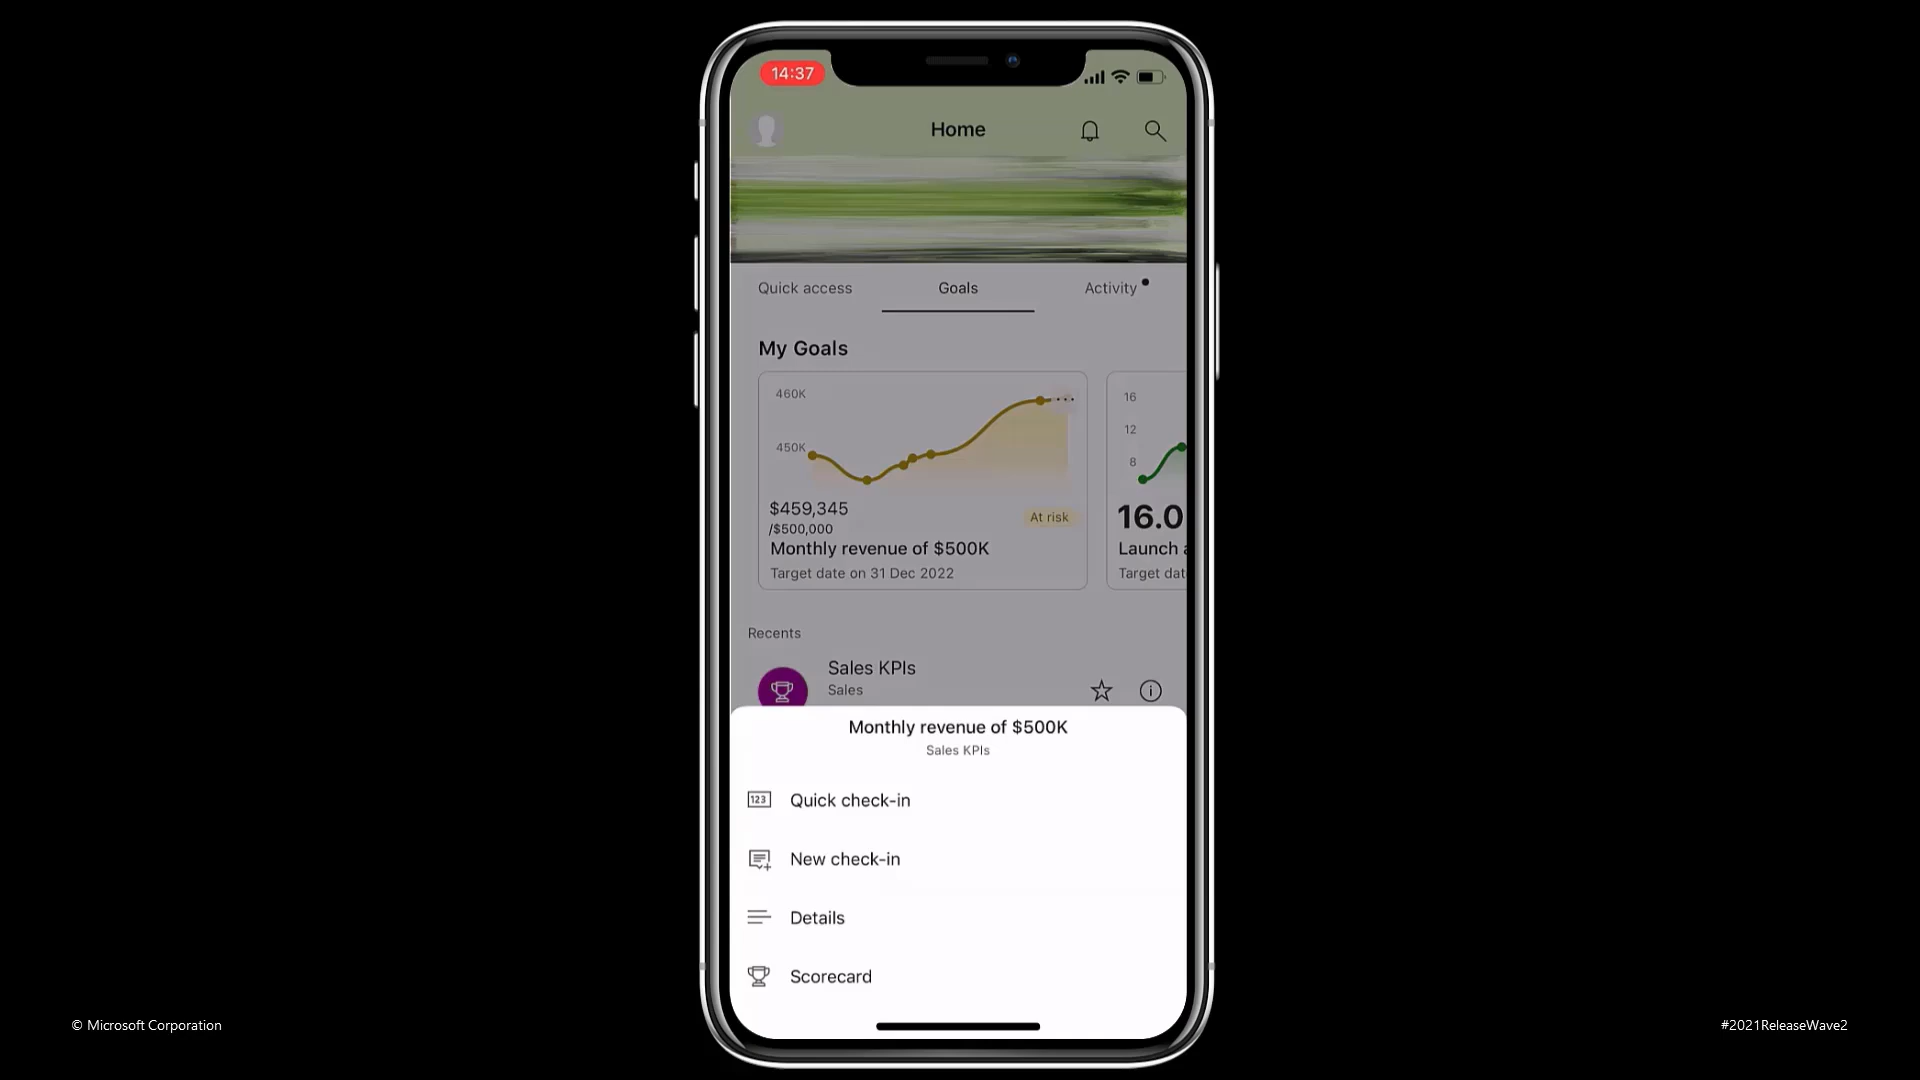 14:37
Home
Quick access
Goals
Activity
My Goals
460K
450K
$459,345
/$500,000
At risk
Monthly revenue of $500K
Target date on 31 Dec 2022
16
12
8
16.0
Launch
Target
Recents
Sales KPIs
Sales
Monthly revenue of $500K
Sales KPIs
123
Quick check-in
New check-in
Details
Scorecard
© Microsoft Corporation
#2021ReleaseWave2